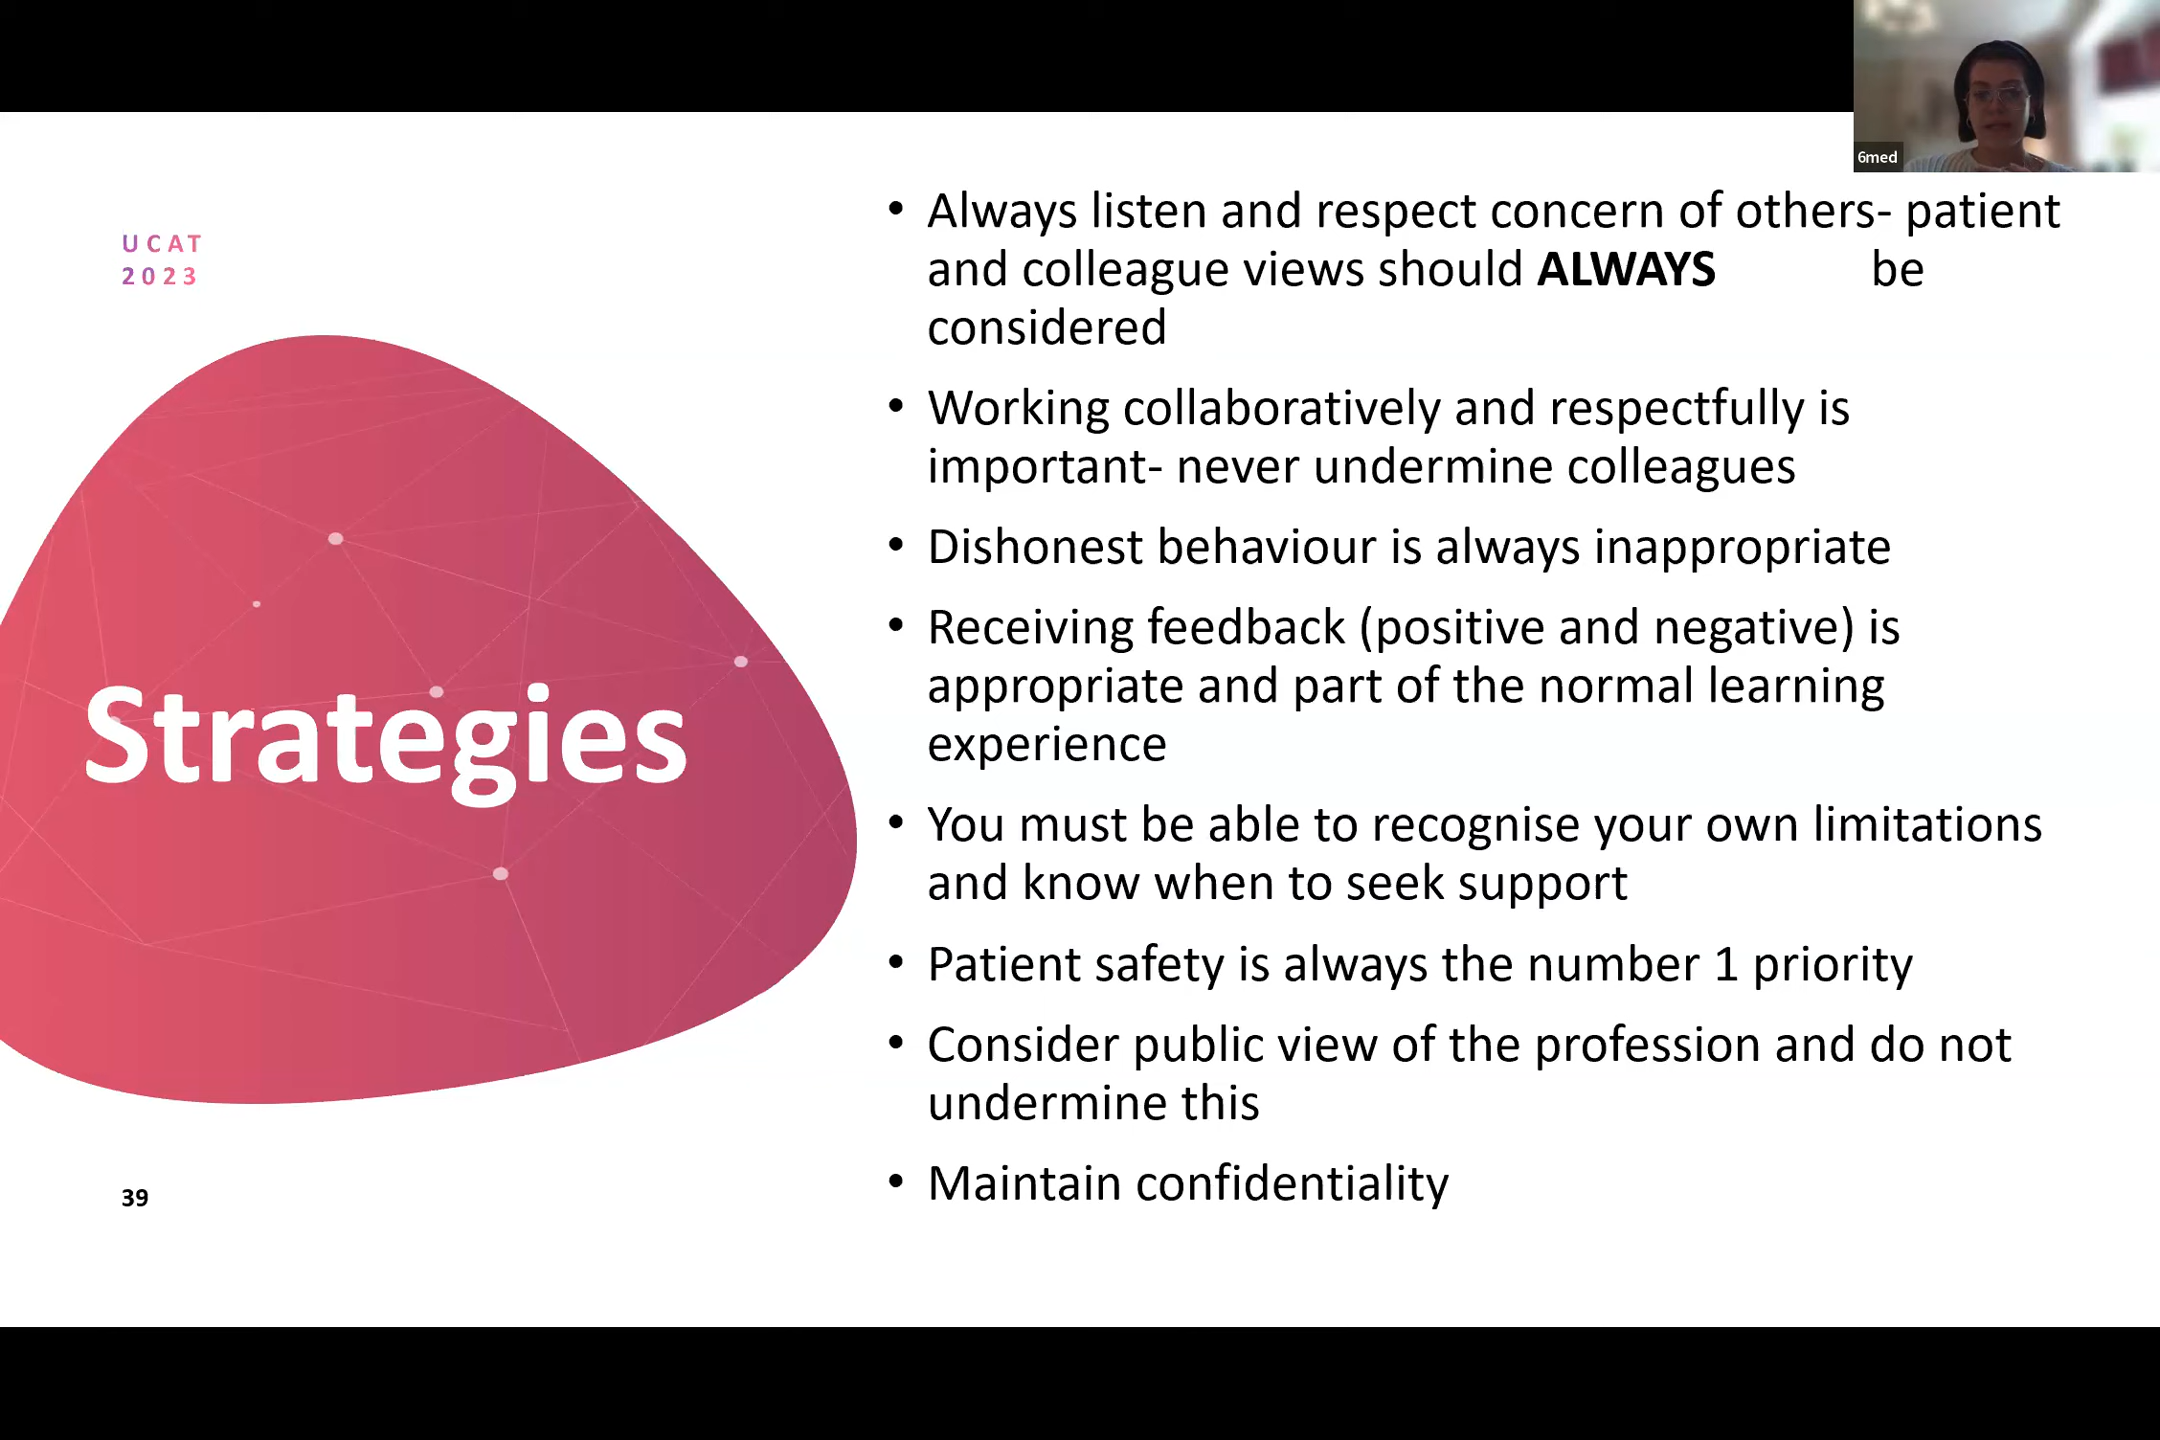 6med
UCAT
2023
Strategies
39
• Always listen and respect concern of others- patient
and colleague views should ALWAYS be
considered
• Working collaboratively and respectfully is
important- never undermine colleagues
• Dishonest behaviour is always inappropriate
• Receiving feedback (positive and negative) is
appropriate and part of the normal learning
experience
• You must be able to recognise your own limitations
and know when to seek support
• Patient safety is always the number 1 priority
• Consider public view of the profession and do not
undermine this
• Maintain confidentiality